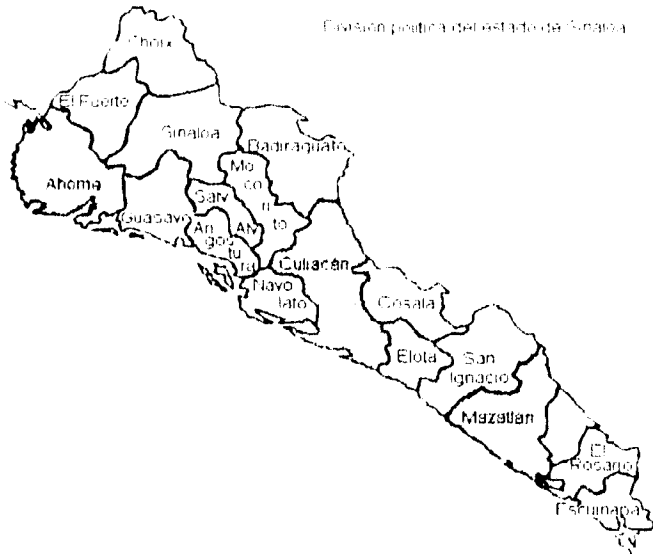 División política del estado de Sinaloa
Choix
El Fuerte
Sinaloa
Badiraguato
Ahome
Mo
co
ri
to
Salv
Alv
Guasave
An
gos
tu
ra
Culiacán
Navo
lato
Cosalá
Elota
San
Ignacio
Mazatlán
El
Rosario
Escuinapa